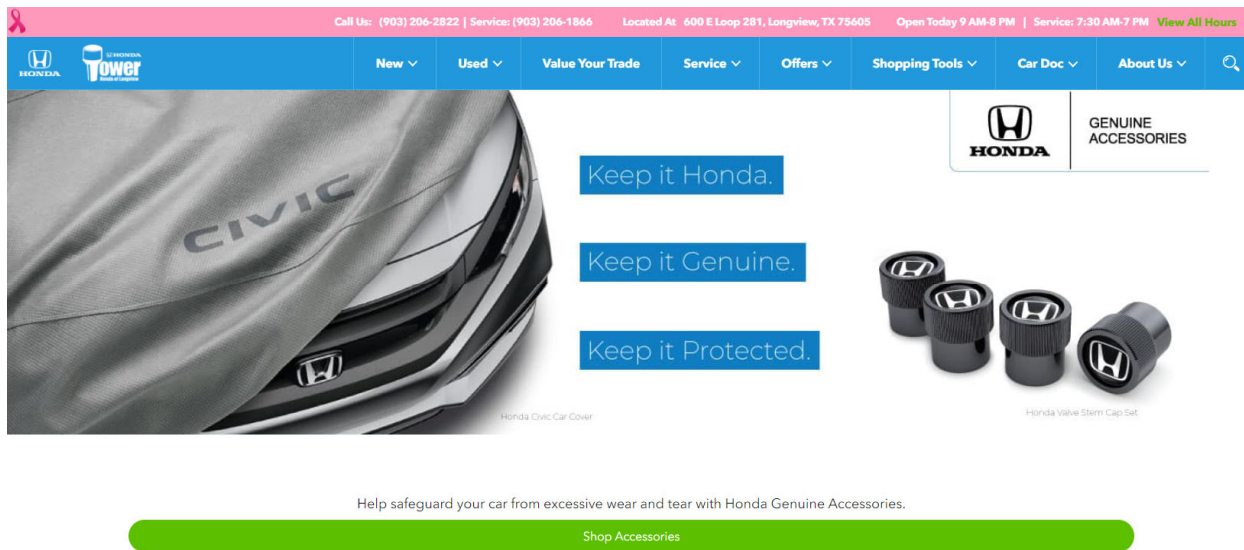 Call Us: (903) 206-2822 | Service: (903) 206-1866 Located At 600 E Loop 281, Longview, TX 75605 Open Today 9 AM-8 PM | Service: 7:30 AM-7 PM View All Hours
HONDA
HONDA
Tower
Honda of Longview
New Used Value Your Trade Service Offers Shopping Tools Car Doc About Us
CIVIC
Keep it Honda.
Keep it Genuine.
Keep it Protected.
HONDA
GENUINE
ACCESSORIES
Honda Civic Car Cover
Honda Valve Stem Cap Set
Help safeguard your car from excessive wear and tear with Honda Genuine Accessories.
Shop Accessories